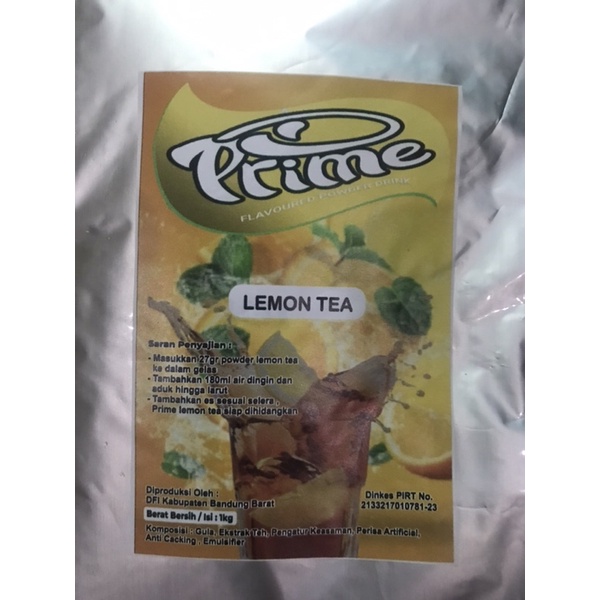 Prime
FLAVOURED POWDER DRINK
LEMON TEA
Saran Penyajian :
- Masukkan 27gr powder lemon tea
ke dalam gelas
- Tambahkan 180ml air dingin dan
aduk hingga larut
- Tambahkan es sesuai selera ,
Prime lemon tea siap dihidangkan
Diproduksi Oleh :
DFI Kabupaten Bandung Barat
Berat Bersih / Isi : 1kg
Dinkes PIRT No.
2133217010781-23
Komposisi : Gula, Ekstrak Teh, Pengatur Keasaman, Perisa Artificial,
Anti Cacking , Emulsifier